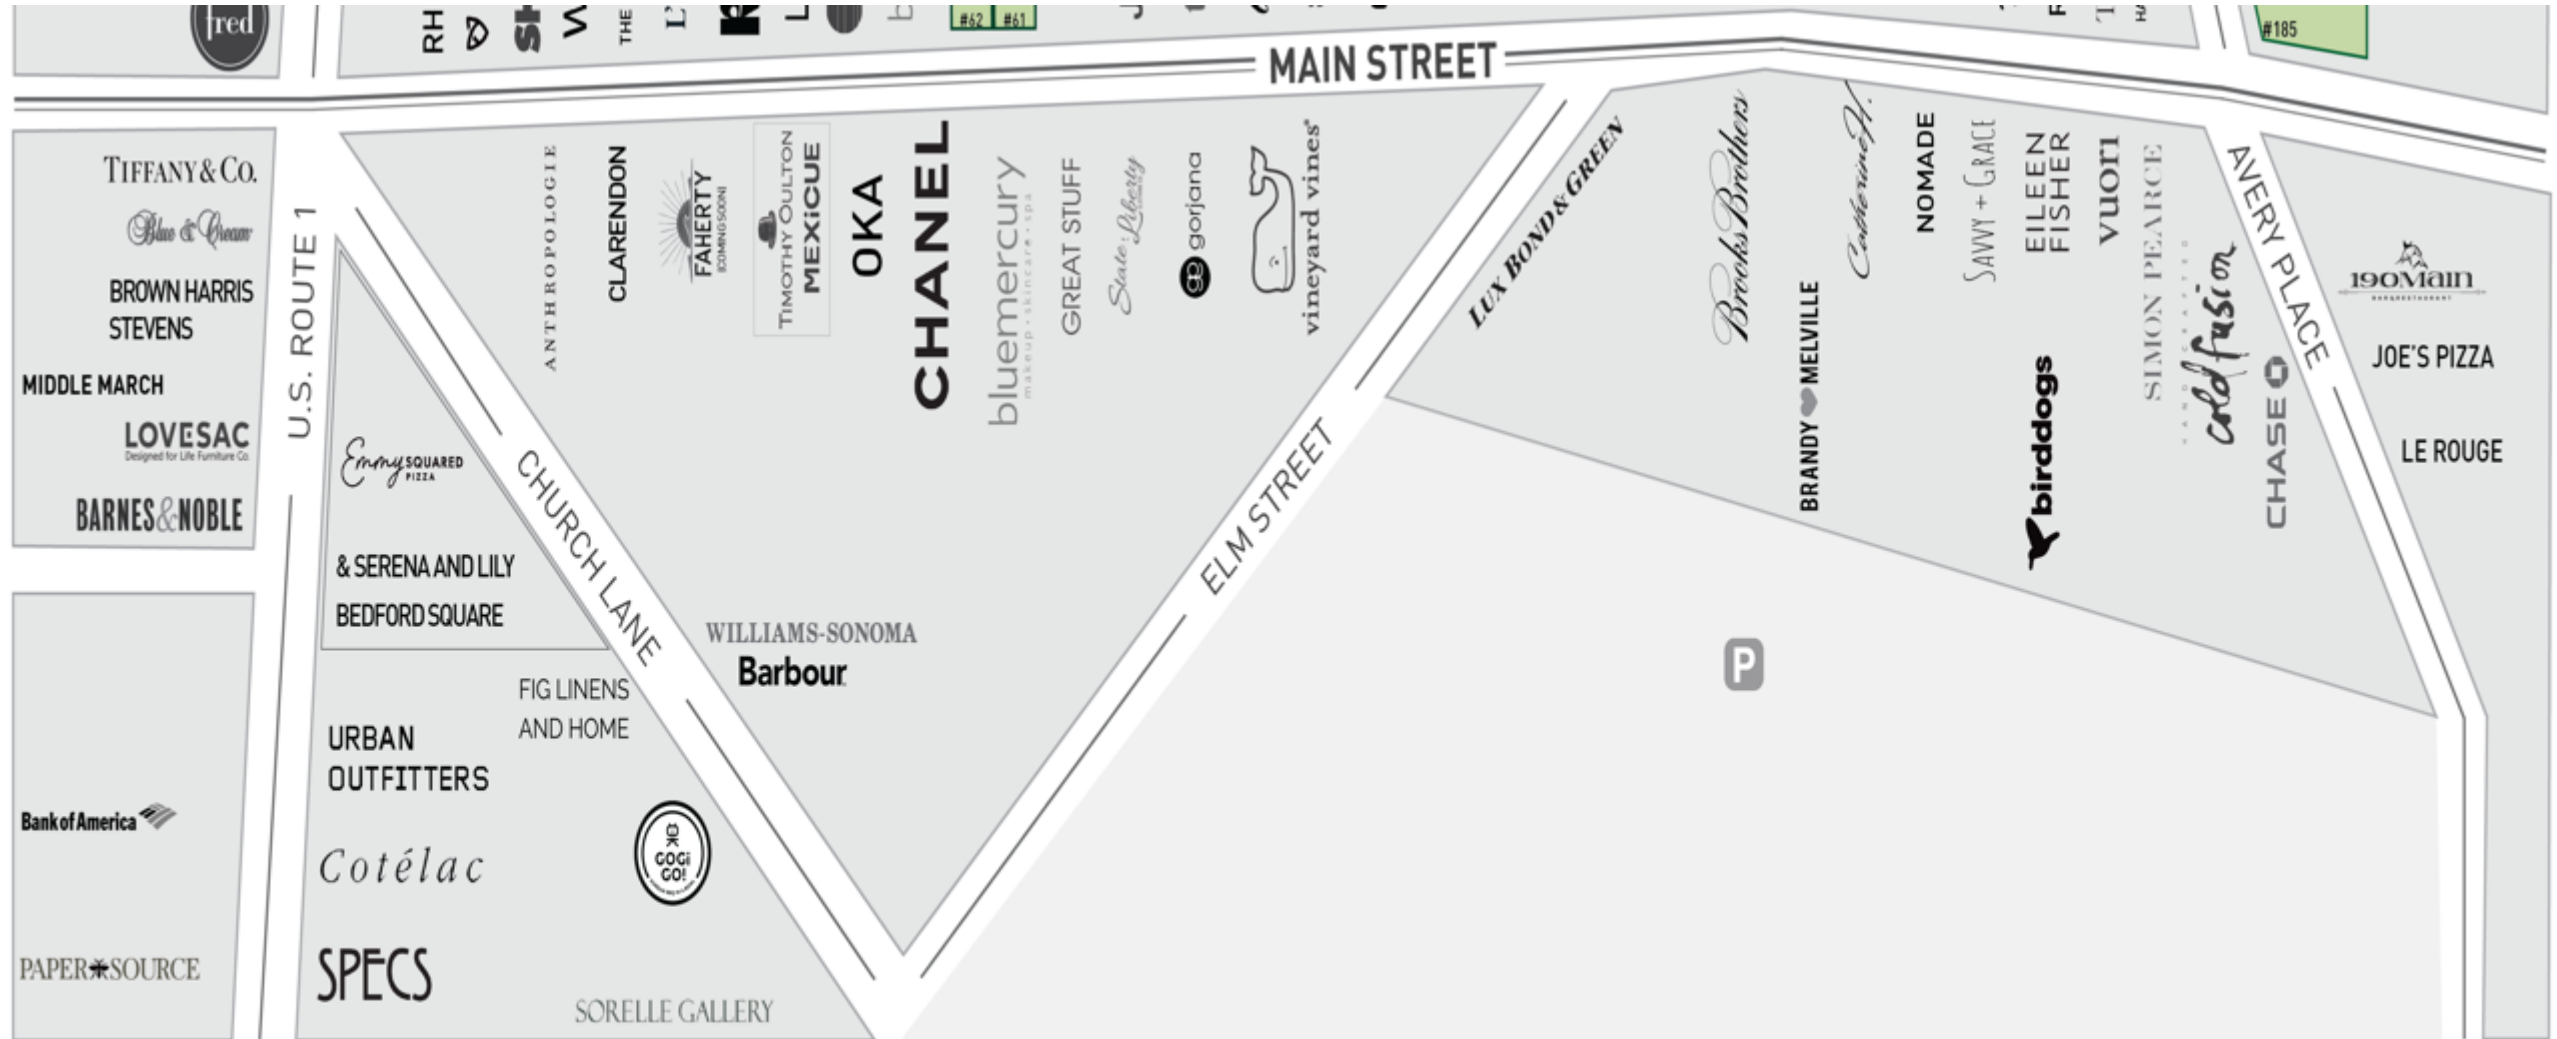 fred
RH
THE
#62
#61
#185
MAIN STREET
U.S. ROUTE 1
CHURCH LANE
ELM STREET
AVERY PLACE
TIFFANY & CO.
Blue & Cream
BROWN HARRIS
STEVENS
MIDDLE MARCH
LOVESAC
Designed for Life Furniture Co.
BARNES & NOBLE
Bank of America
PAPER SOURCE
Emmy SQUARED
PIZZA
& SERENA AND LILY
BEDFORD SQUARE
FIG LINENS
AND HOME
URBAN
OUTFITTERS
Cotélac
GOGi
GO!
SPECS
SORELLE GALLERY
ANTHROPOLOGIE
CLARENDON
FAHERTY
(COMING SOON)
TIMOTHY OULTON
MEXiCUE
OKA
CHANEL
bluemercury
makeup · skincare · spa
GREAT STUFF
State & Liberty
gg gorjana
vineyard vines®
WILLIAMS-SONOMA
Barbour
LUX BOND & GREEN
Brooks Brothers
BRANDY MELVILLE
Catherine H.
NOMADE
SAVVY + GRACE
EILEEN
FISHER
birddogs
vuori
SIMON PEARCE
HANDCRAFTED
cold fusion
CHASE
P
190Main
BAR & RESTAURANT
JOE'S PIZZA
LE ROUGE